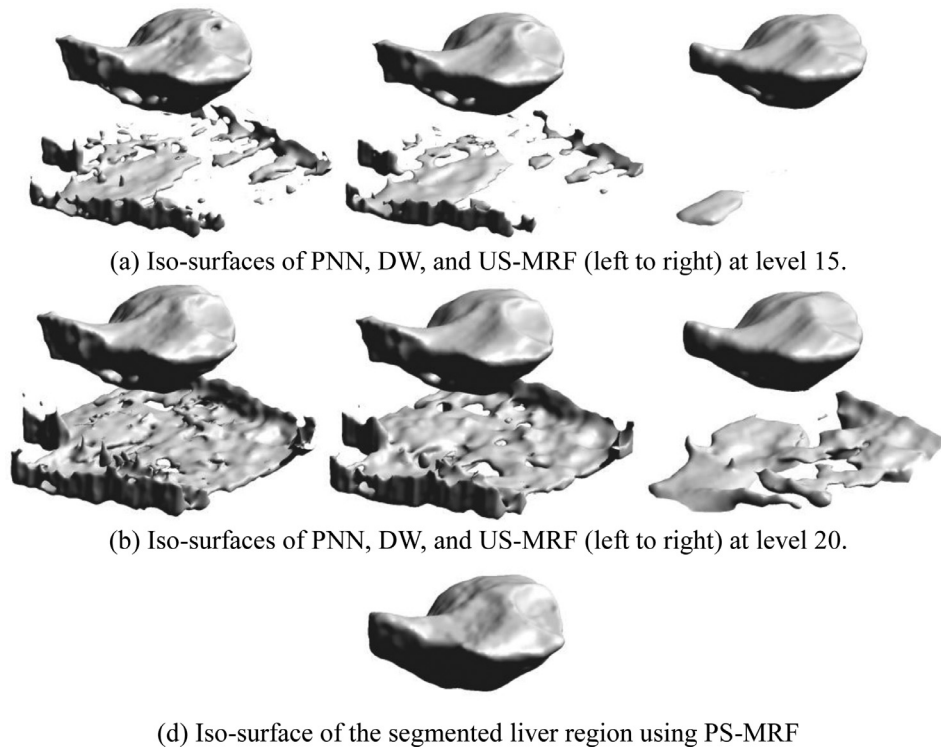 (a) Iso-surfaces of PNN, DW, and US-MRF (left to right) at level 15.
(b) Iso-surfaces of PNN, DW, and US-MRF (left to right) at level 20.
(d) Iso-surface of the segmented liver region using PS-MRF